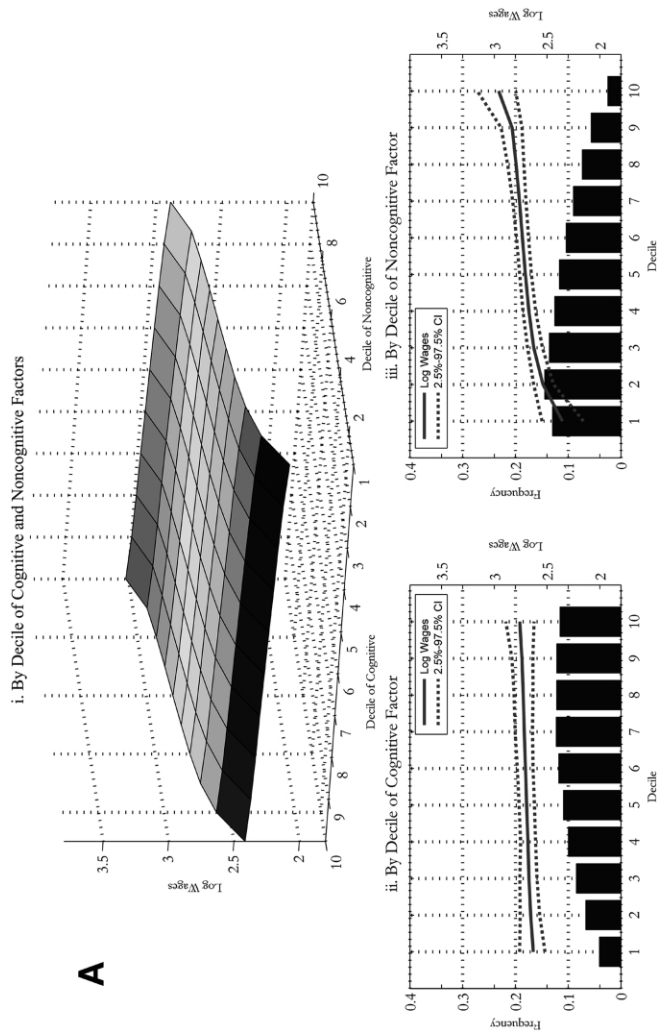 A
i. By Decile of Cognitive and Noncognitive Factors
Log Wages
3.5
3
2.5
2
10
9
8
7
6
5
4
3
2
1
Decile of Cognitive
2
4
6
8
10
Decile of Noncognitive
ii. By Decile of Cognitive Factor
Log Wages
2.5%-97.5% CI
Frequency
0.4
0.3
0.2
0.1
0
Log Wages
3.5
3
2.5
2
1 2 3 4 5 6 7 8 9 10
Decile
iii. By Decile of Noncognitive Factor
Log Wages
2.5%-97.5% CI
Frequency
0.4
0.3
0.2
0.1
0
Log Wages
3.5
3
2.5
2
1 2 3 4 5 6 7 8 9 10
Decile